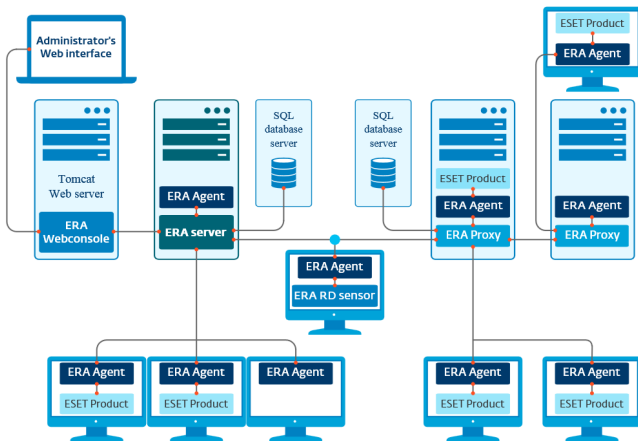 Administrator's
Web interface
ESET Product
ERA Agent
Tomcat
Web server
ERA
Webconsole
ERA Agent
ERA server
SQL
database
server
SQL
database
server
ESET Product
ERA Agent
ERA Proxy
ERA Agent
ERA Proxy
ERA Agent
ERA RD sensor
ERA Agent
ESET Product
ERA Agent
ESET Product
ERA Agent
ERA Agent
ESET Product
ERA Agent
ESET Product